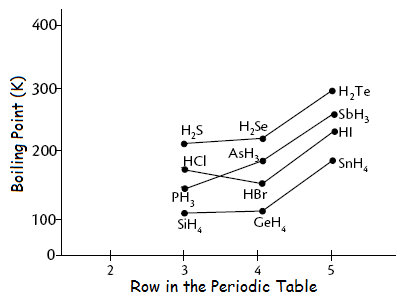 400
300
200
100
0
Boiling Point (K)
H₂Te
SbH₃
HI
SnH₄
H₂S
H₂Se
HCl
AsH₃
PH₃
HBr
SiH₄
GeH₄
2 3 4 5
Row in the Periodic Table